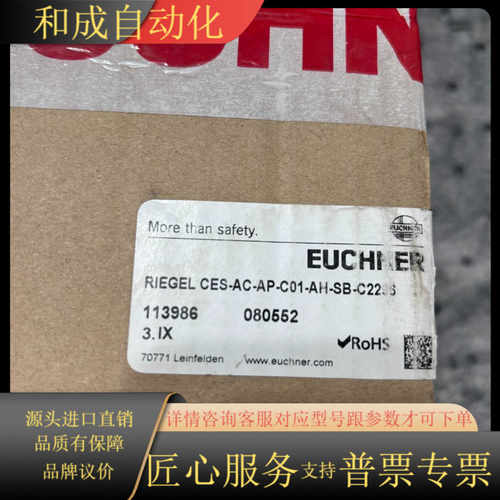 和成自动化
UCHN
More than safety.
EUCHNER
EUCHNER
RIEGEL CES-AC-AP-C01-AH-SB-C2296
113986 080552
3.IX
RoHS
70771 Leinfelden www.euchner.com
源头进口直销
品质有保障
品牌议价
详情咨询客服对应型号跟参数才可下单
匠心服务支持普票专票